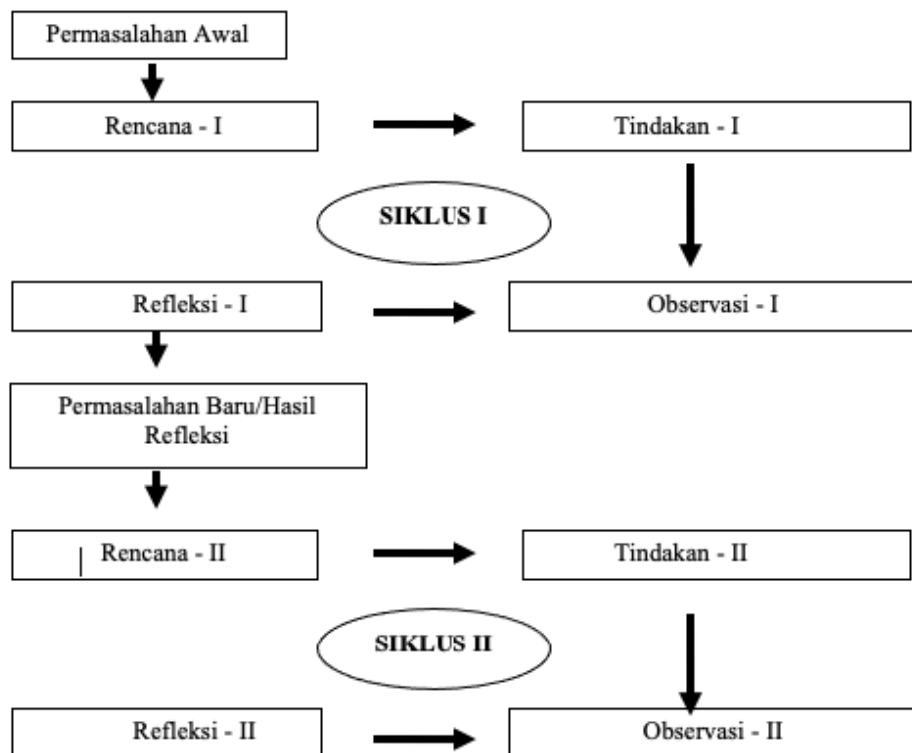 Permasalahan Awal
Rencana - I
Tindakan - I
SIKLUS I
Refleksi - I
Observasi - I
Permasalahan Baru/Hasil
Refleksi
Rencana - II
Tindakan - II
SIKLUS II
Refleksi - II
Observasi - II